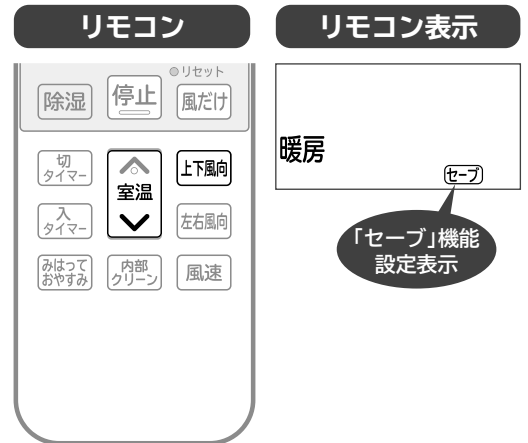 リモコン
リモコン表示
リセット
除湿
停止
風だけ
切
タイマー
室温
上下風向
入
タイマー
左右風向
みはって
おやすみ
内部
クリーン
風速
暖房
セーブ
「セーブ」機能
設定表示